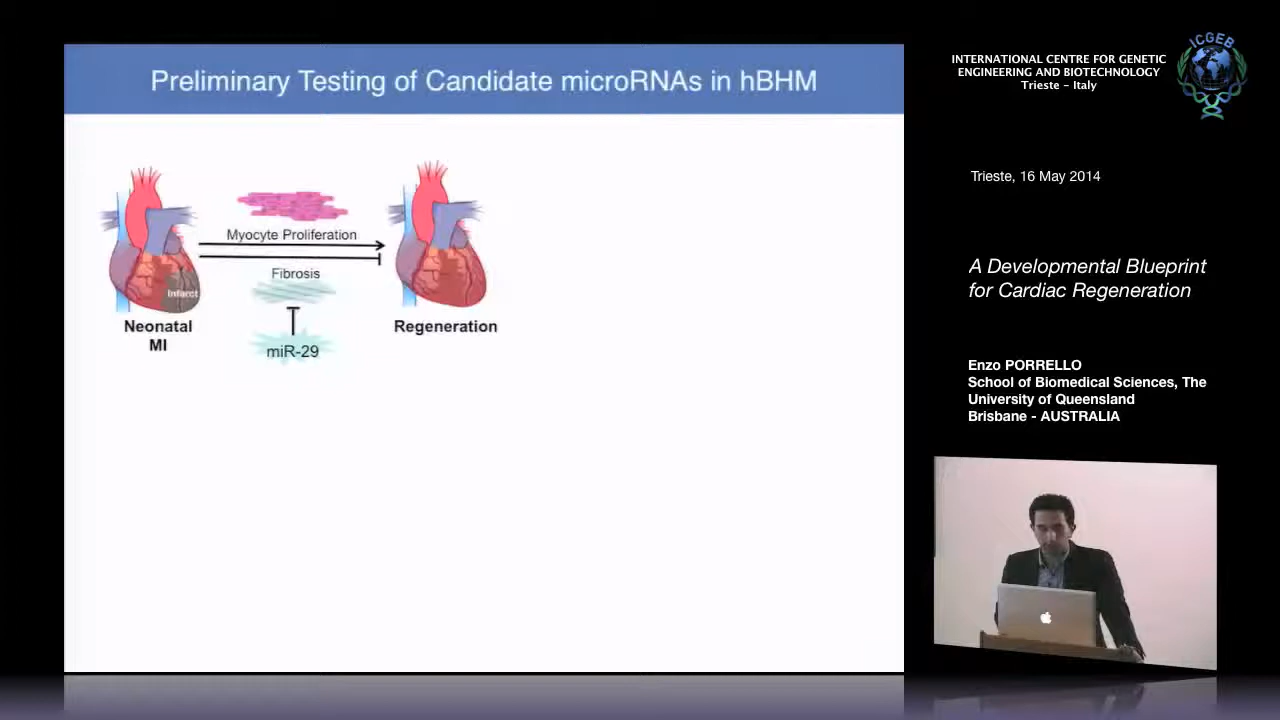 Preliminary Testing of Candidate microRNAs in hBHM
Myocyte Proliferation
Fibrosis
Infarct
Neonatal
MI
Regeneration
miR-29
INTERNATIONAL CENTRE FOR GENETIC
ENGINEERING AND BIOTECHNOLOGY
Trieste - Italy
ICGEB
Trieste, 16 May 2014
A Developmental Blueprint
for Cardiac Regeneration
Enzo PORRELLO
School of Biomedical Sciences, The
University of Queensland
Brisbane - AUSTRALIA